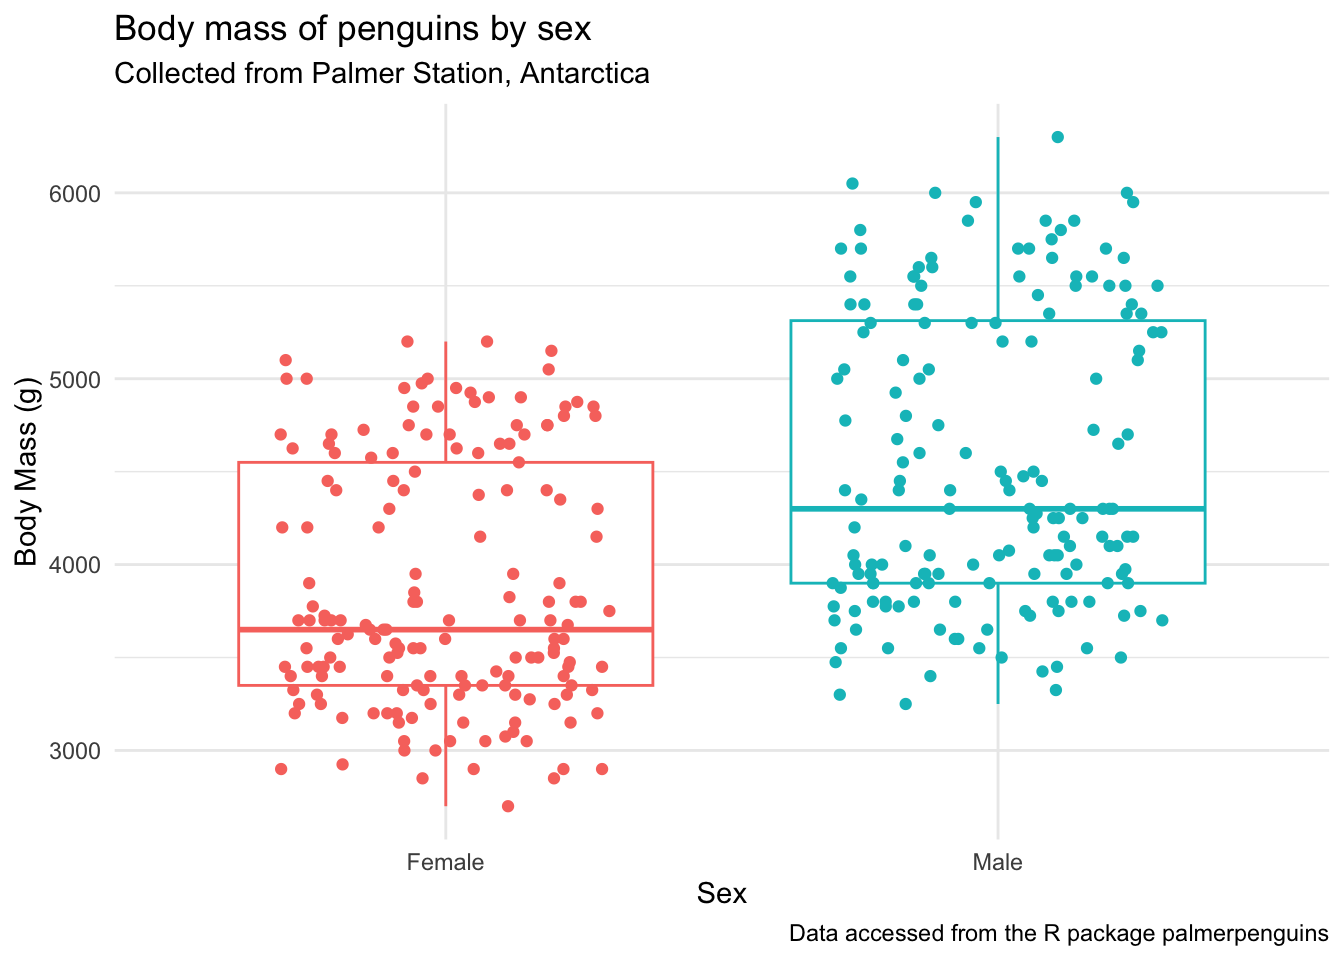 Body mass of penguins by sex
Collected from Palmer Station, Antarctica
Body Mass (g)
6000
5000
4000
3000
Female
Male
Sex
Data accessed from the R package palmerpenguins